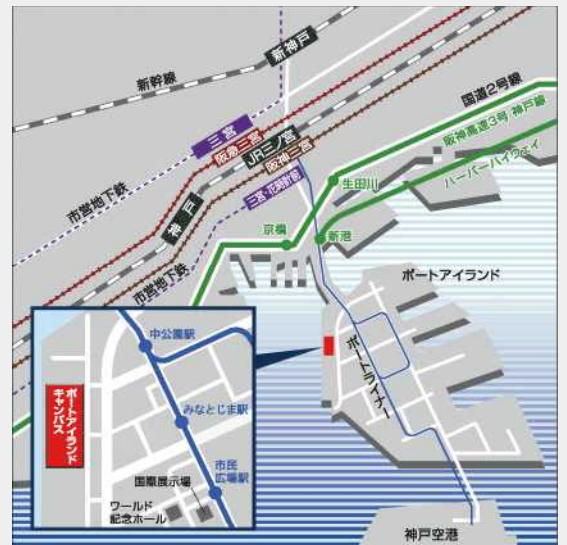 新神戸
新幹線
国道2号線
三宮
阪急三宮
JR三ノ宮
阪神三宮
阪神高速3号 神戸線
ハーバーハイウェイ
生田川
三宮・花時計前
市営地下鉄
神戸
京橋
新港
市営地下鉄
ポートアイランド
ポートライナー
中公園駅
ポートアイランド
キャンパス
みなとじま駅
市民
広場駅
国際展示場
ワールド
記念ホール
神戸空港